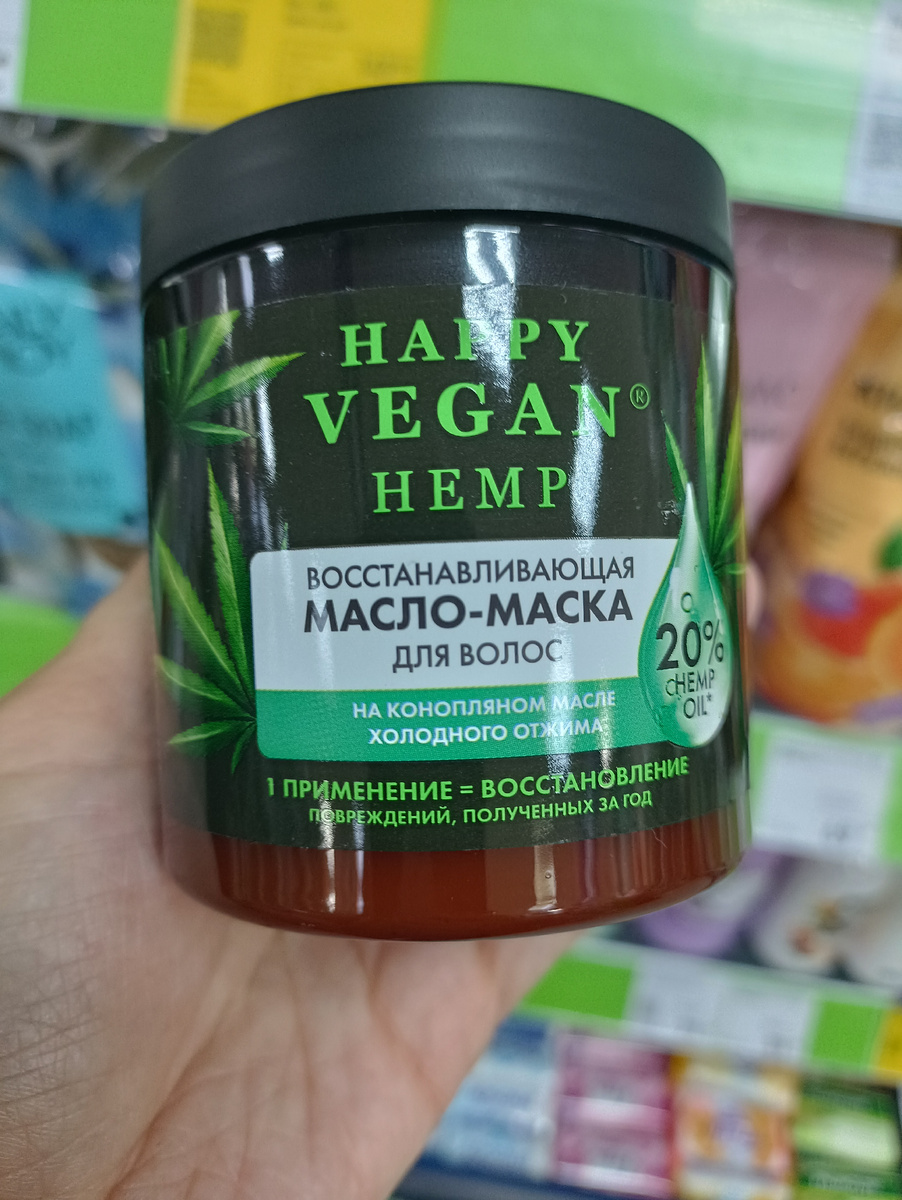 HAPPY
VEGAN®
HEMP
ВОССТАНАВЛИВАЮЩАЯ
МАСЛО-МАСКА
ДЛЯ ВОЛОС
НА КОНОПЛЯНОМ МАСЛЕ
ХОЛОДНОГО ОТЖИМА
20%
HEMP
OIL*
1 ПРИМЕНЕНИЕ = ВОССТАНОВЛЕНИЕ
ПОВРЕЖДЕНИЙ, ПОЛУЧЕННЫХ ЗА ГОД